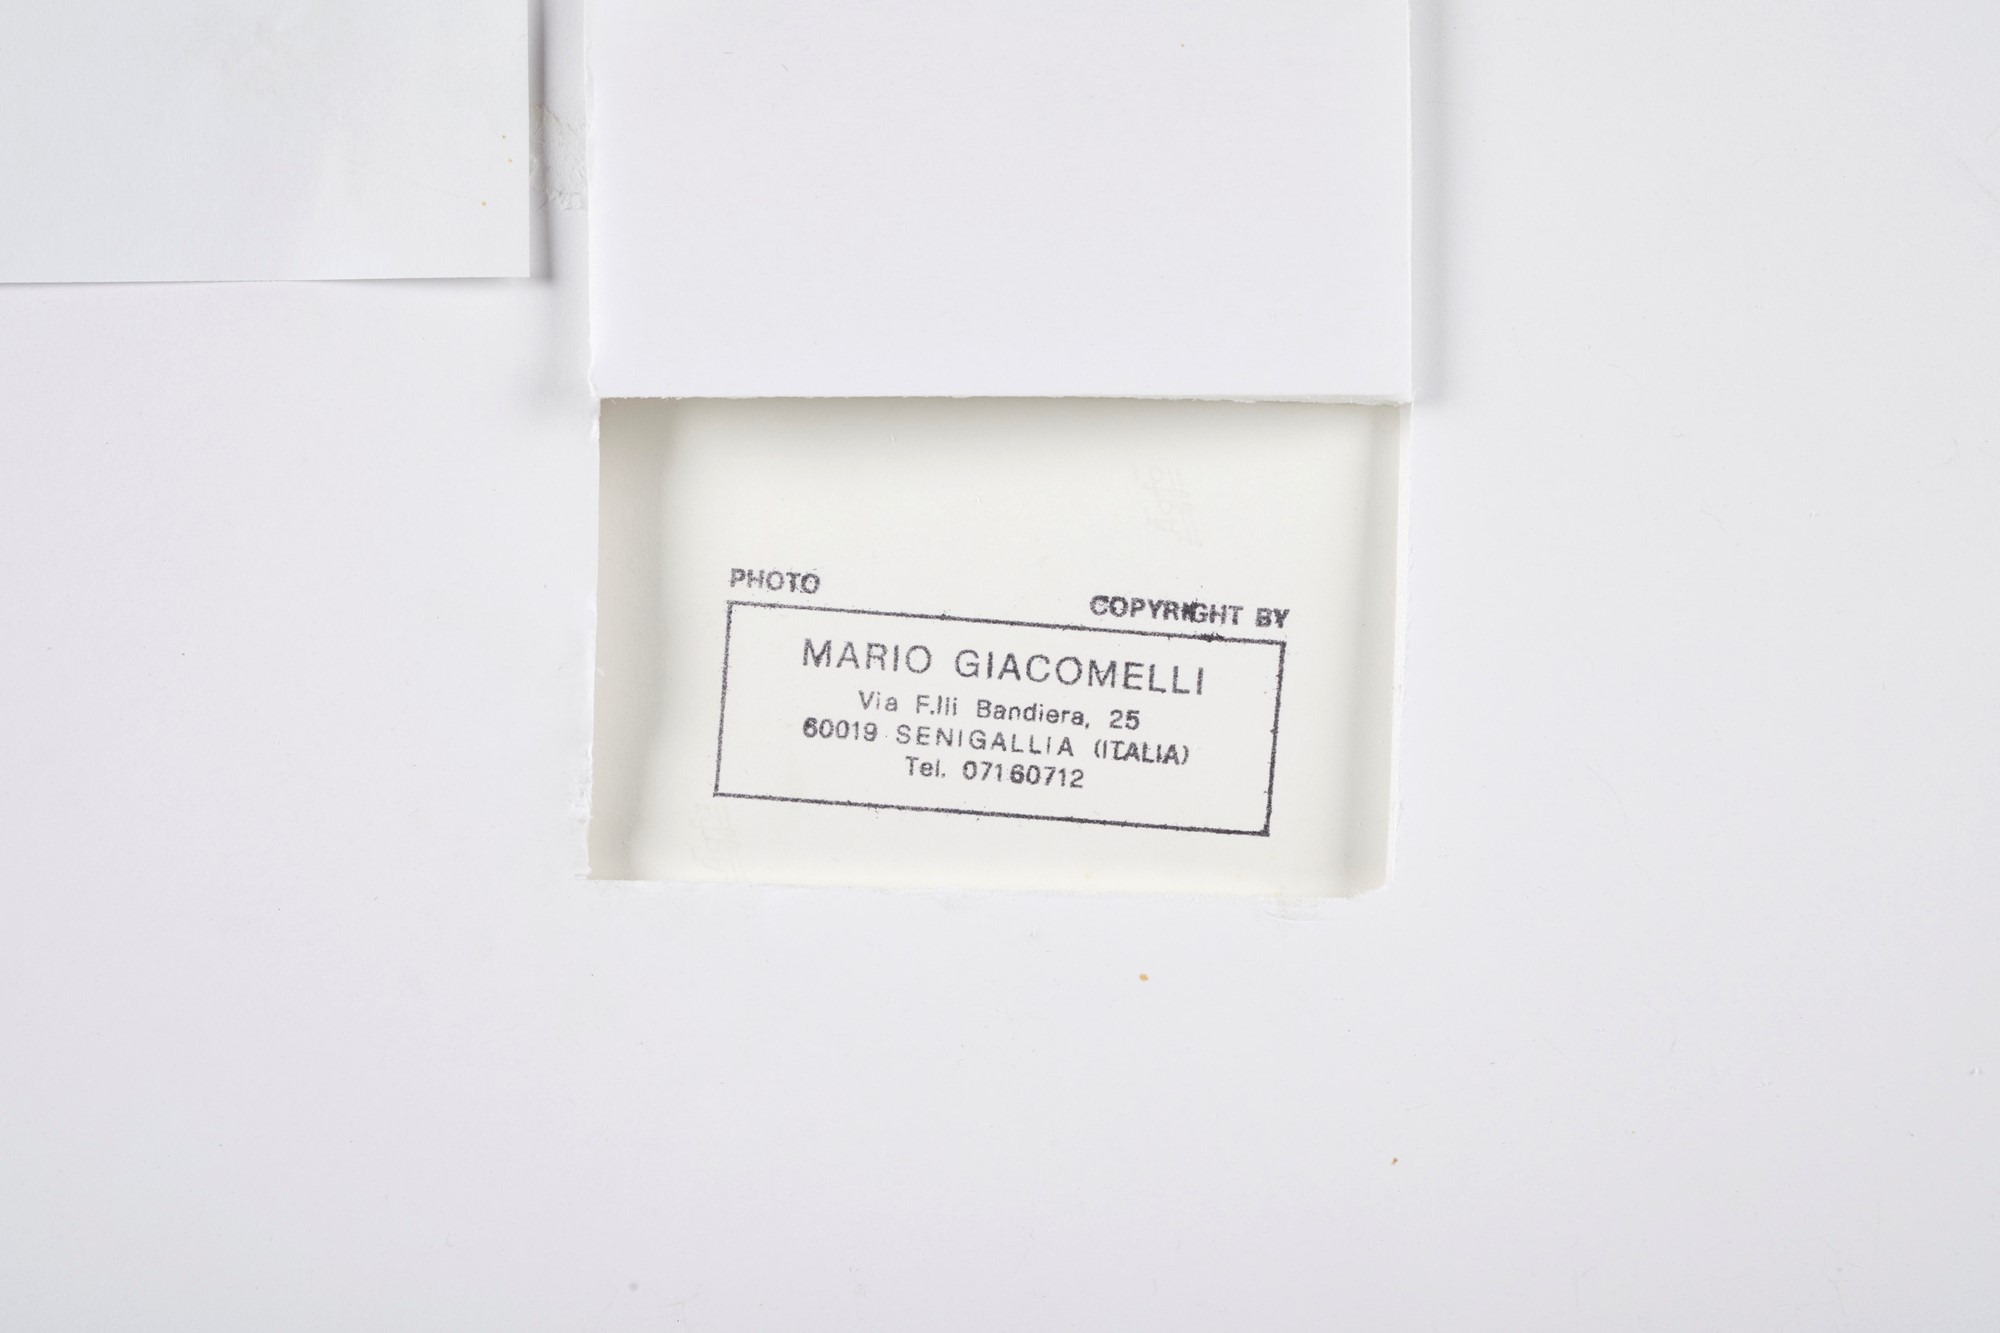 PHOTO COPYRIGHT BY
MARIO GIACOMELLI
Via F.lli Bandiera, 25
60019 SENIGALLIA (ITALIA)
Tel. 07160712